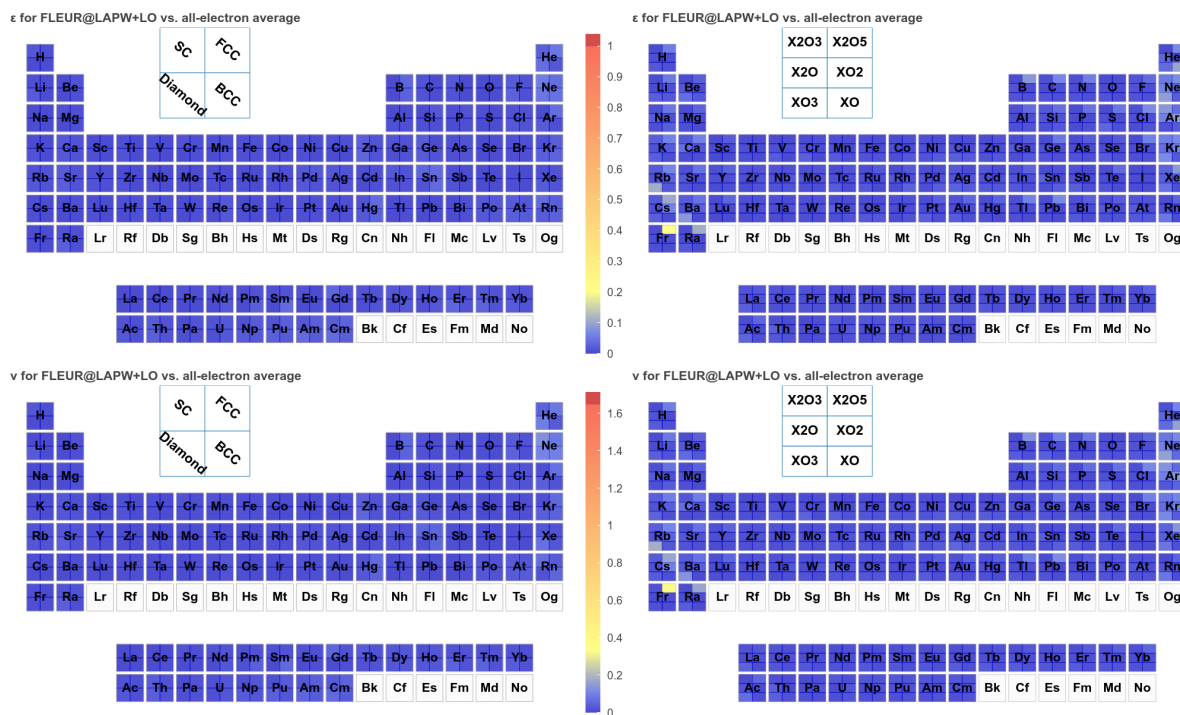 ε for FLEUR@LAPW+LO vs. all-electron average
SC FCC
Diamond BCC
H He
Li Be B C N O F Ne
Na Mg Al Si P S Cl Ar
K Ca Sc Ti V Cr Mn Fe Co Ni Cu Zn Ga Ge As Se Br Kr
Rb Sr Y Zr Nb Mo Tc Ru Rh Pd Ag Cd In Sn Sb Te I Xe
Cs Ba Lu Hf Ta W Re Os Ir Pt Au Hg Tl Pb Bi Po At Rn
Fr Ra Lr Rf Db Sg Bh Hs Mt Ds Rg Cn Nh Fl Mc Lv Ts Og
La Ce Pr Nd Pm Sm Eu Gd Tb Dy Ho Er Tm Yb
Ac Th Pa U Np Pu Am Cm Bk Cf Es Fm Md No
1
0.9
0.8
0.7
0.6
0.5
0.4
0.3
0.2
0.1
0
ε for FLEUR@LAPW+LO vs. all-electron average
X2O3 X2O5
X2O XO2
XO3 XO
H He
Li Be B C N O F Ne
Na Mg Al Si P S Cl Ar
K Ca Sc Ti V Cr Mn Fe Co Ni Cu Zn Ga Ge As Se Br Kr
Rb Sr Y Zr Nb Mo Tc Ru Rh Pd Ag Cd In Sn Sb Te I Xe
Cs Ba Lu Hf Ta W Re Os Ir Pt Au Hg Tl Pb Bi Po At Rn
Fr Ra Lr Rf Db Sg Bh Hs Mt Ds Rg Cn Nh Fl Mc Lv Ts Og
La Ce Pr Nd Pm Sm Eu Gd Tb Dy Ho Er Tm Yb
Ac Th Pa U Np Pu Am Cm Bk Cf Es Fm Md No
ν for FLEUR@LAPW+LO vs. all-electron average
SC FCC
Diamond BCC
H He
Li Be B C N O F Ne
Na Mg Al Si P S Cl Ar
K Ca Sc Ti V Cr Mn Fe Co Ni Cu Zn Ga Ge As Se Br Kr
Rb Sr Y Zr Nb Mo Tc Ru Rh Pd Ag Cd In Sn Sb Te I Xe
Cs Ba Lu Hf Ta W Re Os Ir Pt Au Hg Tl Pb Bi Po At Rn
Fr Ra Lr Rf Db Sg Bh Hs Mt Ds Rg Cn Nh Fl Mc Lv Ts Og
La Ce Pr Nd Pm Sm Eu Gd Tb Dy Ho Er Tm Yb
Ac Th Pa U Np Pu Am Cm Bk Cf Es Fm Md No
1.6
1.4
1.2
1
0.8
0.6
0.4
0.2
0
ν for FLEUR@LAPW+LO vs. all-electron average
X2O3 X2O5
X2O XO2
XO3 XO
H He
Li Be B C N O F Ne
Na Mg Al Si P S Cl Ar
K Ca Sc Ti V Cr Mn Fe Co Ni Cu Zn Ga Ge As Se Br Kr
Rb Sr Y Zr Nb Mo Tc Ru Rh Pd Ag Cd In Sn Sb Te I Xe
Cs Ba Lu Hf Ta W Re Os Ir Pt Au Hg Tl Pb Bi Po At Rn
Fr Ra Lr Rf Db Sg Bh Hs Mt Ds Rg Cn Nh Fl Mc Lv Ts Og
La Ce Pr Nd Pm Sm Eu Gd Tb Dy Ho Er Tm Yb
Ac Th Pa U Np Pu Am Cm Bk Cf Es Fm Md No